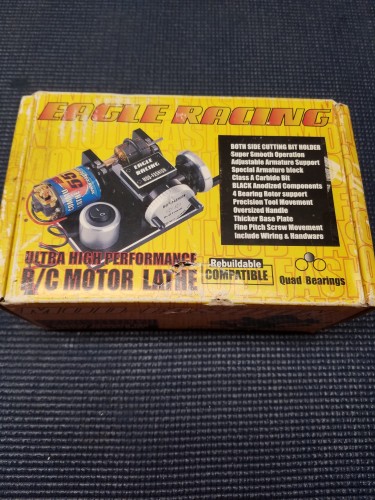 EAGLE RACING
BOTH SIDE CUTTING BIT HOLDER
Super Smooth Operation
Adjustable Armature Support
Special Armature block
Class A Carbide Bit
BLACK Anodized Components
4 Bearing Rotor support
Precision Tool Movement
Oversized Handle
Thicker Base Plate
Fine Pitch Screw Movement
Include Wiring & Hardware
EAGLE
RACING
ULTRA HIGH PERFORMANCE
R/C MOTOR LATHE
Rebuildable
COMPATIBLE
Quad Bearings